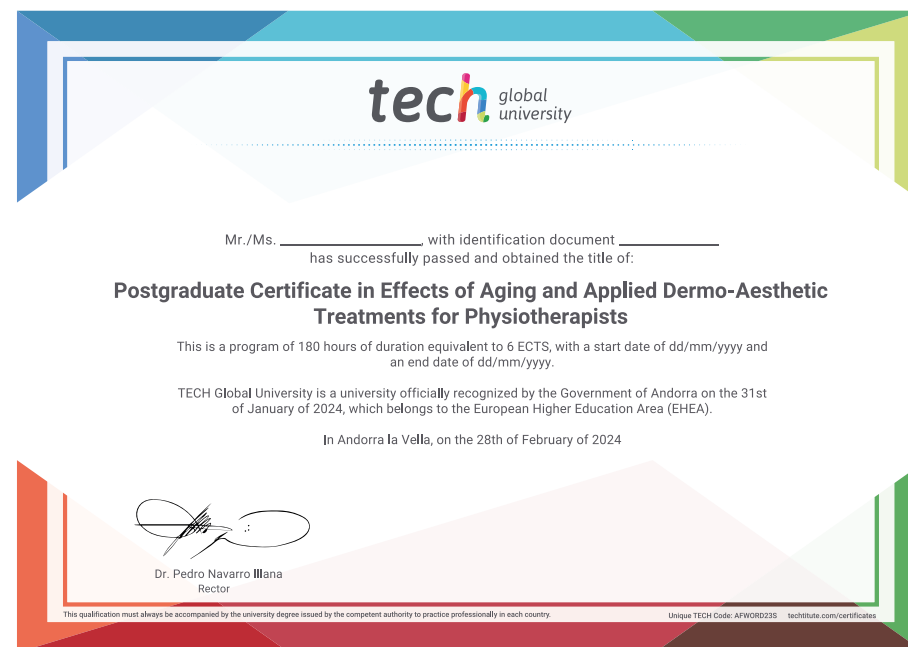 tech global university
Mr./Ms. ____________________, with identification document ______________
has successfully passed and obtained the title of:
Postgraduate Certificate in Effects of Aging and Applied Dermo-Aesthetic
Treatments for Physiotherapists
This is a program of 180 hours of duration equivalent to 6 ECTS, with a start date of dd/mm/yyyy and
an end date of dd/mm/yyyy.
TECH Global University is a university officially recognized by the Government of Andorra on the 31st
of January of 2024, which belongs to the European Higher Education Area (EHEA).
In Andorra la Vella, on the 28th of February of 2024
Dr. Pedro Navarro Illana
Rector
This qualification must always be accompanied by the university degree issued by the competent authority to practice professionally in each country.
Unique TECH Code: AFWORD23S techtitute.com/certificates